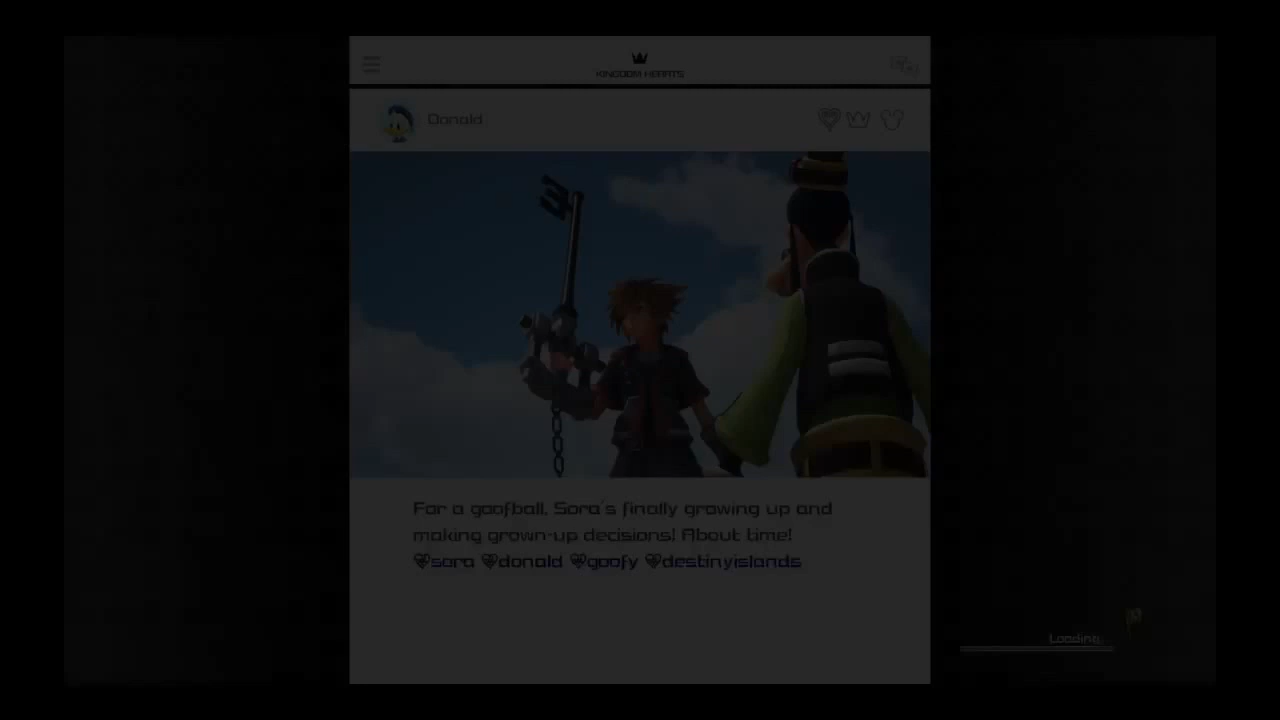 KINGDOM HEARTS
Donald
For a goofball, Sora's finally growing up and
making grown-up decisions! About time!
sora donald goofy destinyislands
Loading...